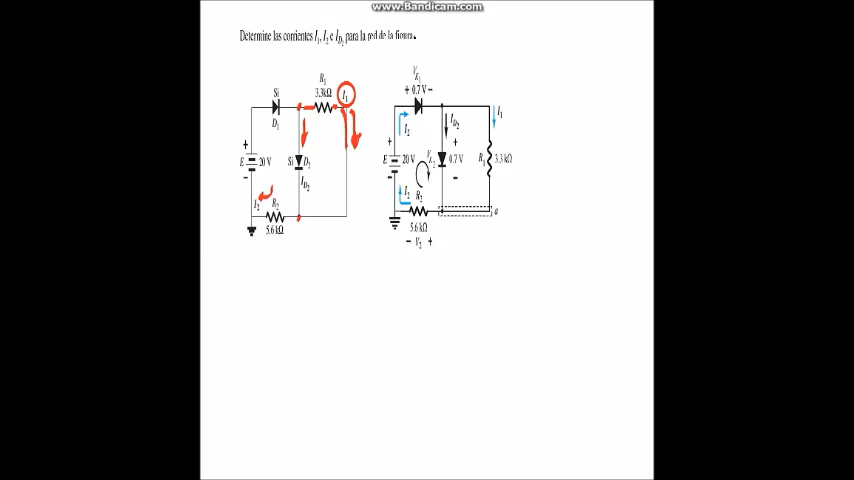 www.Bandicam.com
Determine las corrientes I1, I2 e ID2 para la red de la figura.
R1
3.3kΩ
I1
Si
D1
+
E 20 V
−
Si D2
ID2
I2
R2
5.6 kΩ
VK1
+ 0.7 V −
I2
ID2
I1
+
E 20 V
−
+
VK2 0.7 V
−
R1 3.3 kΩ
I2
R2
a
5.6 kΩ
− V2 +